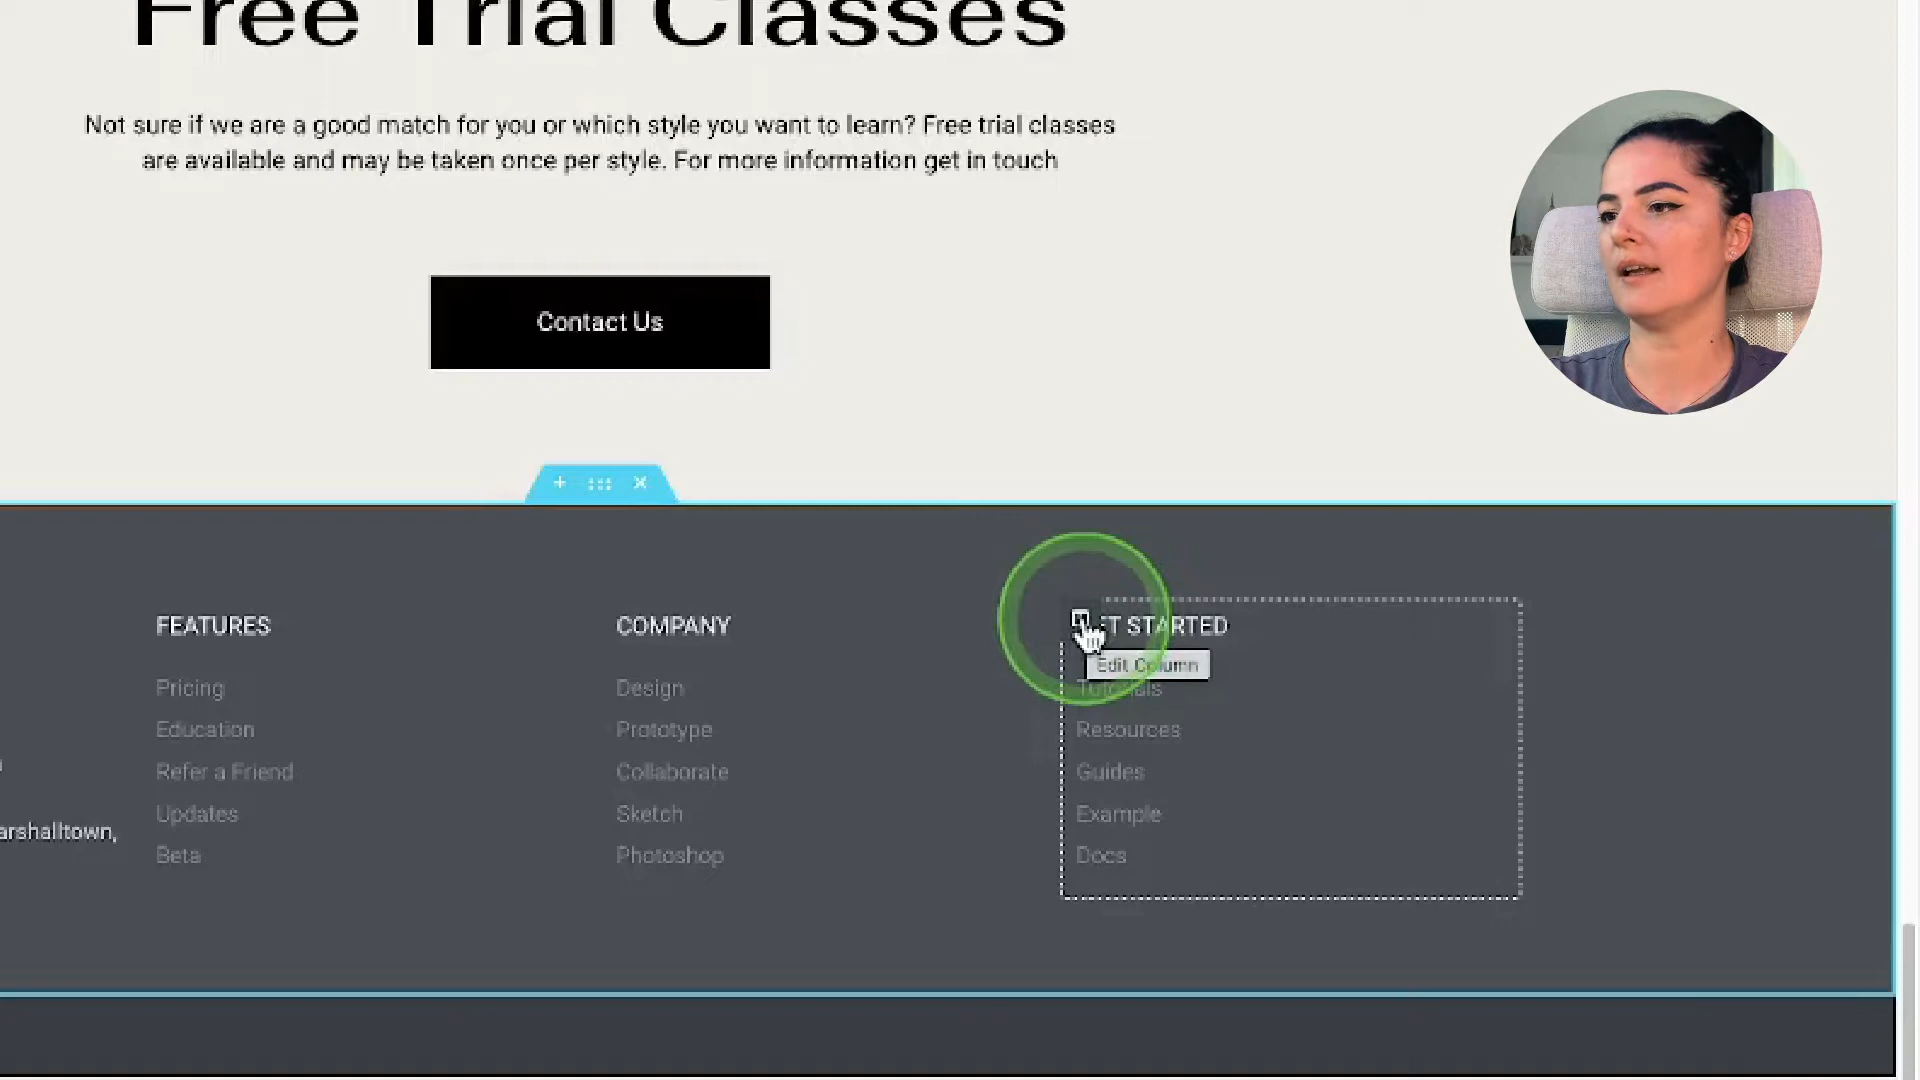 Free Trial Classes
Not sure if we are a good match for you or which style you want to learn? Free trial classes
are available and may be taken once per style. For more information get in touch
Contact Us
FEATURES
Pricing
Education
Refer a Friend
Updates
Beta
arshalltown,
COMPANY
Design
Prototype
Collaborate
Sketch
Photoshop
ET STARTED
Edit Column
Tutorials
Resources
Guides
Example
Docs